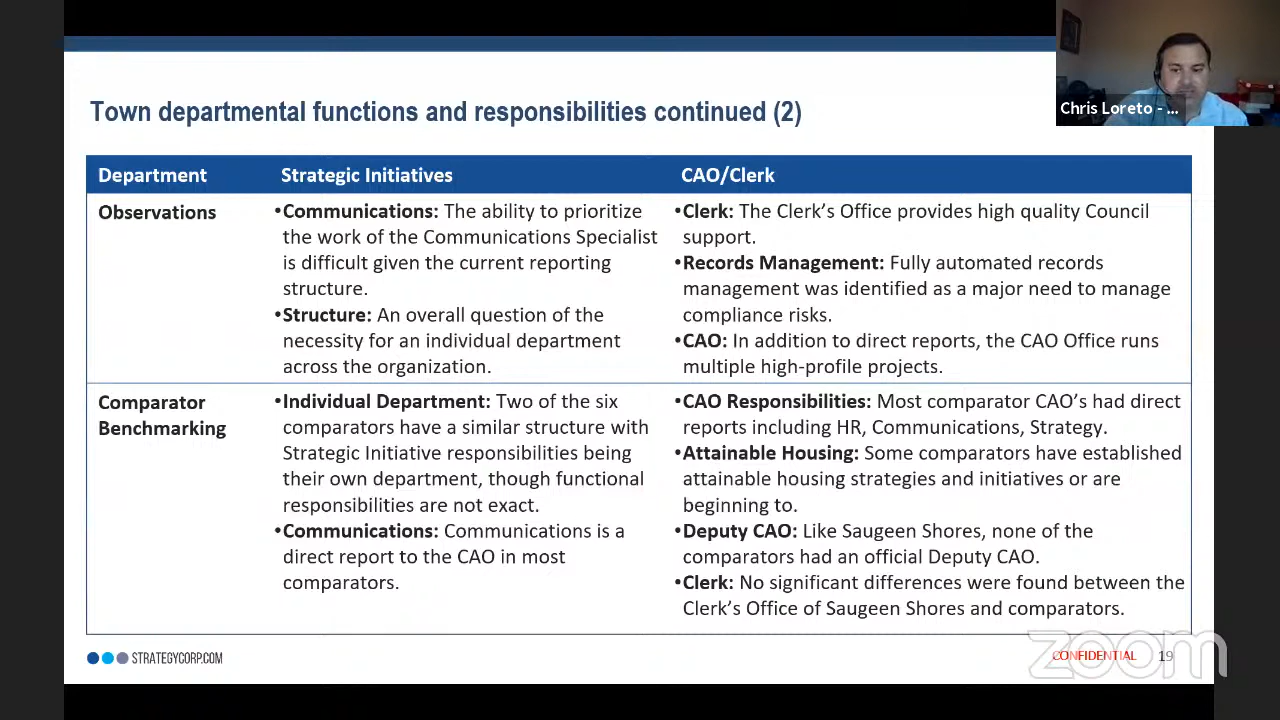 Town departmental functions and responsibilities continued (2)
Chris Loreto - ...
Department
Strategic Initiatives
CAO/Clerk
Observations
•Communications: The ability to prioritize
the work of the Communications Specialist
is difficult given the current reporting
structure.
•Structure: An overall question of the
necessity for an individual department
across the organization.
•Clerk: The Clerk's Office provides high quality Council
support.
•Records Management: Fully automated records
management was identified as a major need to manage
compliance risks.
•CAO: In addition to direct reports, the CAO Office runs
multiple high-profile projects.
Comparator
Benchmarking
•Individual Department: Two of the six
comparators have a similar structure with
Strategic Initiative responsibilities being
their own department, though functional
responsibilities are not exact.
•Communications: Communications is a
direct report to the CAO in most
comparators.
•CAO Responsibilities: Most comparator CAO's had direct
reports including HR, Communications, Strategy.
•Attainable Housing: Some comparators have established
attainable housing strategies and initiatives or are
beginning to.
•Deputy CAO: Like Saugeen Shores, none of the
comparators had an official Deputy CAO.
•Clerk: No significant differences were found between the
Clerk's Office of Saugeen Shores and comparators.
STRATEGYCORP.COM
CONFIDENTIAL
19
zoom